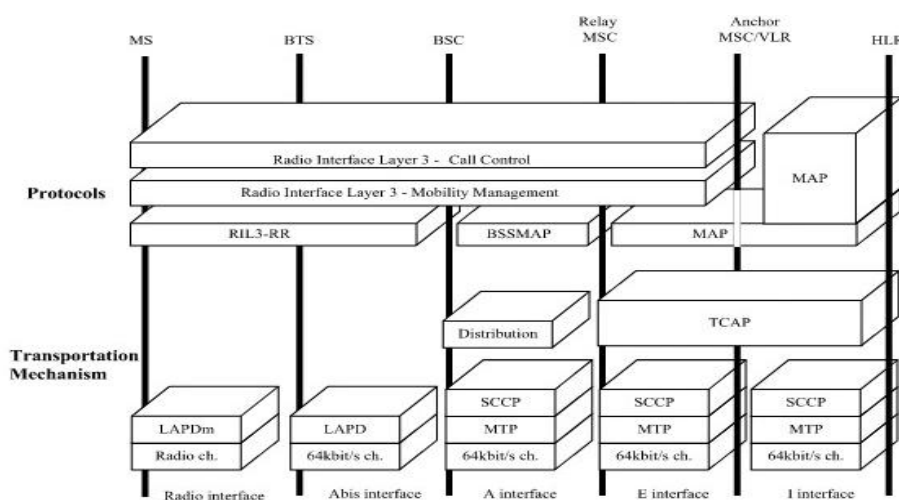 MS
BTS
BSC
Relay
MSC
Anchor
MSC/VLR
HLR
Radio Interface Layer 3 - Call Control
Radio Interface Layer 3 - Mobility Management
MAP
Protocols
RIL3-RR
BSSMAP
MAP
Distribution
TCAP
Transportation
Mechanism
SCCP
SCCP
SCCP
LAPDm
LAPD
MTP
MTP
MTP
Radio ch.
64kbit/s ch.
64kbit/s ch.
64kbit/s ch.
64kbit/s ch.
Radio interface
Abis interface
A interface
E interface
I interface